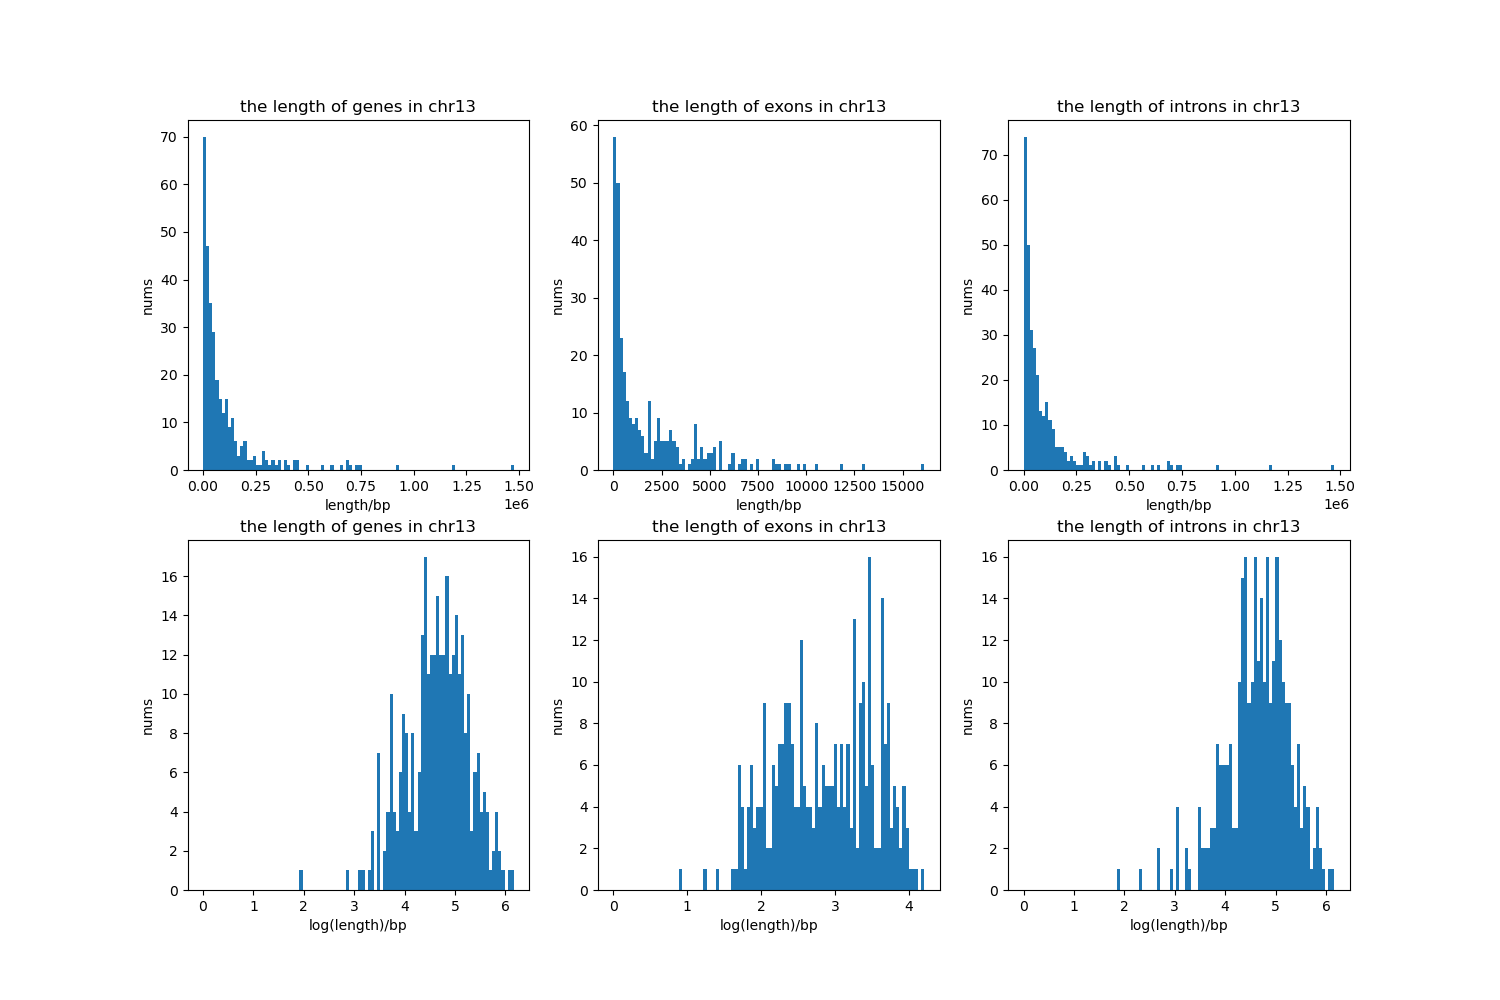 the length of genes in chr13
70
60
50
40
30
20
10
0
nums
0.00 0.25 0.50 0.75 1.00 1.25 1.50
1e6
length/bp
the length of exons in chr13
60
50
40
30
20
10
0
nums
0 2500 5000 7500 10000 12500 15000
length/bp
the length of introns in chr13
70
60
50
40
30
20
10
0
nums
0.00 0.25 0.50 0.75 1.00 1.25 1.50
1e6
length/bp
the length of genes in chr13
16
14
12
10
8
6
4
2
0
nums
0 1 2 3 4 5 6
log(length)/bp
the length of exons in chr13
16
14
12
10
8
6
4
2
0
nums
0 1 2 3 4
log(length)/bp
the length of introns in chr13
16
14
12
10
8
6
4
2
0
nums
0 1 2 3 4 5 6
log(length)/bp